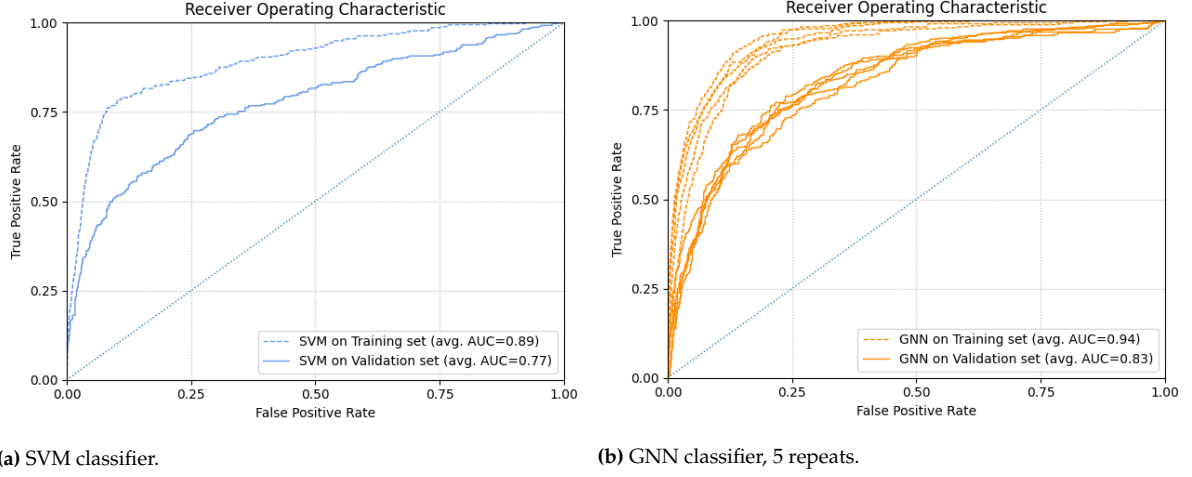 Receiver Operating Characteristic
1.00
0.75
0.50
0.25
0.00
True Positive Rate
SVM on Training set (avg. AUC=0.89)
SVM on Validation set (avg. AUC=0.77)
0.00 0.25 0.50 0.75 1.00
False Positive Rate
(a) SVM classifier.
Receiver Operating Characteristic
1.00
0.75
0.50
0.25
0.00
True Positive Rate
GNN on Training set (avg. AUC=0.94)
GNN on Validation set (avg. AUC=0.83)
0.00 0.25 0.50 0.75 1.00
False Positive Rate
(b) GNN classifier, 5 repeats.